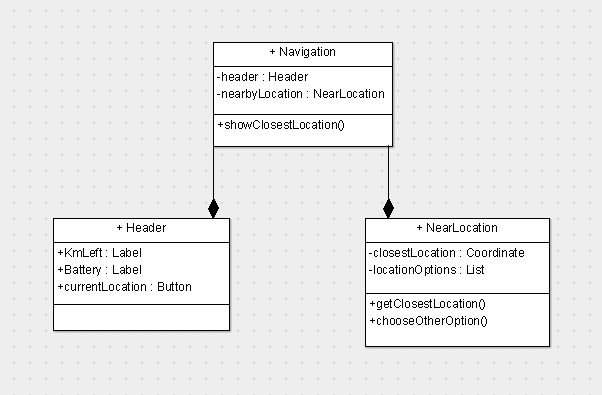 + Navigation
-header : Header
-nearbyLocation : NearLocation
+showClosestLocation()
+ Header
+KmLeft : Label
+Battery : Label
+currentLocation : Button
+ NearLocation
-closestLocation : Coordinate
-locationOptions : List
+getClosestLocation()
+chooseOtherOption()